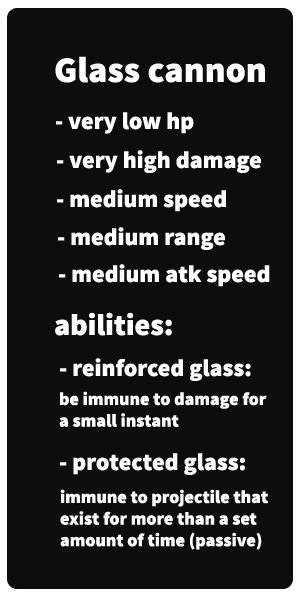 Glass cannon
- very low hp
- very high damage
- medium speed
- medium range
- medium atk speed
abilities:
- reinforced glass:
be immune to damage for
a small instant
- protected glass:
immune to projectile that
exist for more than a set
amount of time (passive)